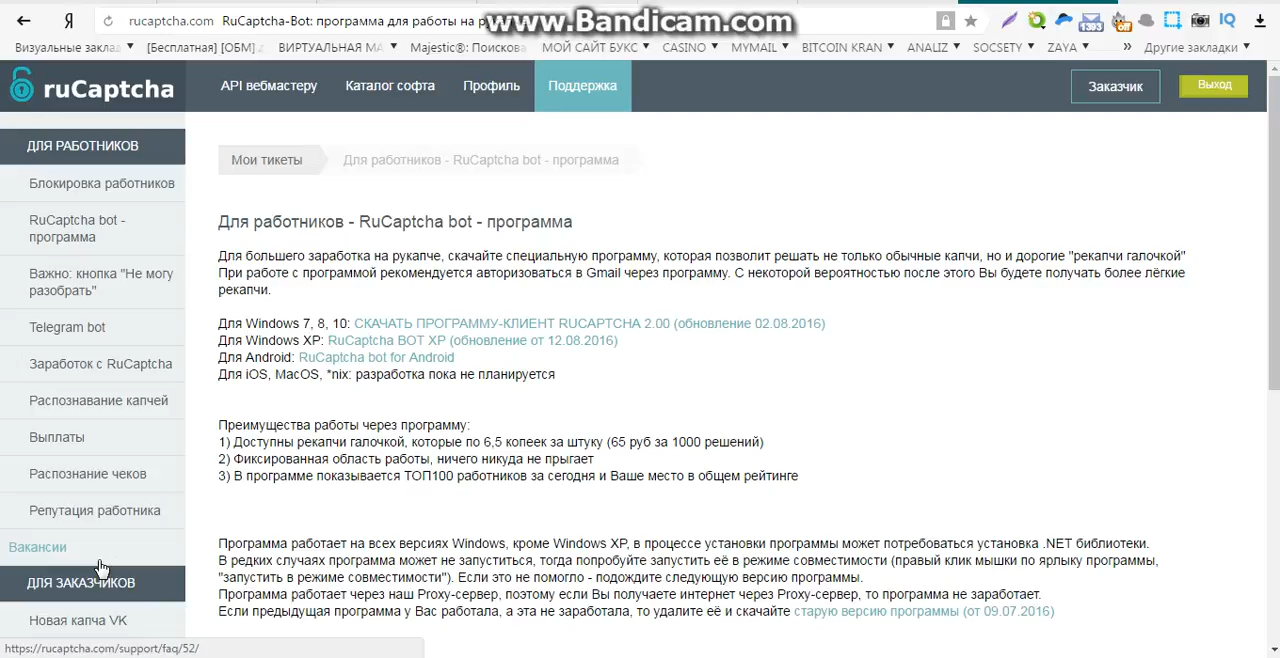 rucaptcha.com RuCaptcha-Bot: программа для работы на
www.Bandicam.com
1393
off
IQ
Визуальные заклад
[Бесплатная] [ОБМ]
ВИРТУАЛЬНАЯ МА
Majestic®: Поискова
МОЙ САЙТ БУКС
CASINO
MYMAIL
BITCOIN KRAN
ANALIZ
SOCSETY
ZAYA
»
Другие закладки
ruCaptcha
API вебмастеру
Каталог софта
Профиль
Поддержка
Заказчик
Выход
ДЛЯ РАБОТНИКОВ
Блокировка работников
RuCaptcha bot -
программа
Важно: кнопка "Не могу
разобрать"
Telegram bot
Заработок с RuCaptcha
Распознавание капчей
Выплаты
Распознание чеков
Репутация работника
Вакансии
ДЛЯ ЗАКАЗЧИКОВ
Новая капча VK
https://rucaptcha.com/support/faq/52/
Мои тикеты
Для работников - RuCaptcha bot - программа
Для работников - RuCaptcha bot - программа
Для большего заработка на рукапче, скачайте специальную программу, которая позволит решать не только обычные капчи, но и дорогие "рекапчи галочкой"
При работе с программой рекомендуется авторизоваться в Gmail через программу. С некоторой вероятностью после этого Вы будете получать более лёгкие
рекапчи.
Для Windows 7, 8, 10: СКАЧАТЬ ПРОГРАММУ-КЛИЕНТ RUCAPTCHA 2.00 (обновление 02.08.2016)
Для Windows XP: RuCaptcha BOT XP (обновление от 12.08.2016)
Для Android: RuCaptcha bot for Android
Для iOS, MacOS, *nix: разработка пока не планируется
Преимущества работы через программу:
1) Доступны рекапчи галочкой, которые по 6,5 копеек за штуку (65 руб за 1000 решений)
2) Фиксированная область работы, ничего никуда не прыгает
3) В программе показывается ТОП100 работников за сегодня и Ваше место в общем рейтинге
Программа работает на всех версиях Windows, кроме Windows XP, в процессе установки программы может потребоваться установка .NET библиотеки.
В редких случаях программа может не запуститься, тогда попробуйте запустить её в режиме совместимости (правый клик мышки по ярлыку программы,
"запустить в режиме совместимости"). Если это не помогло - подождите следующую версию программы.
Программа работает через наш Proxy-сервер, поэтому если Вы получаете интернет через Proxy-сервер, то программа не заработает.
Если предыдущая программа у Вас работала, а эта не заработала, то удалите её и скачайте старую версию программы (от 09.07.2016)